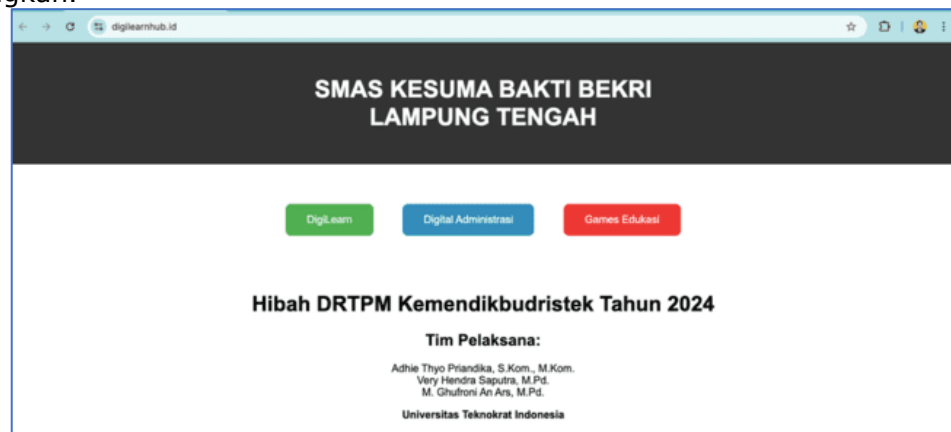 digilearnhub.id
SMAS KESUMA BAKTI BEKRI
LAMPUNG TENGAH
DigiLearn
Digital Administrasi
Games Edukasi
Hibah DRTPM Kemendikbudristek Tahun 2024
Tim Pelaksana:
Adhie Thyo Priandika, S.Kom., M.Kom.
Very Hendra Saputra, M.Pd.
M. Ghufroni An Ars, M.Pd.
Universitas Teknokrat Indonesia